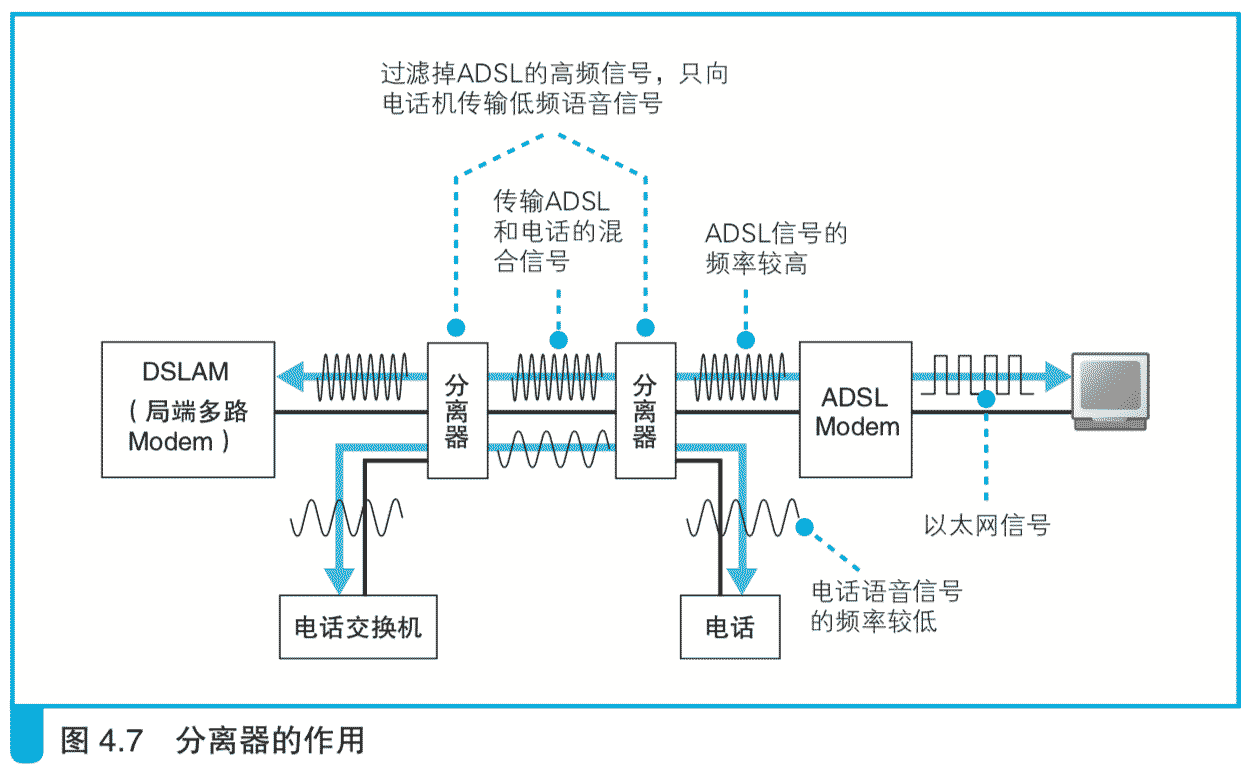 过滤掉ADSL的高频信号，只向
电话机传输低频语音信号
传输ADSL
和电话的混
合信号
ADSL信号的
频率较高
DSLAM
（局端多路
Modem）
分离器
分离器
ADSL
Modem
以太网信号
电话语音信号
的频率较低
电话交换机
电话
图 4.7 分离器的作用